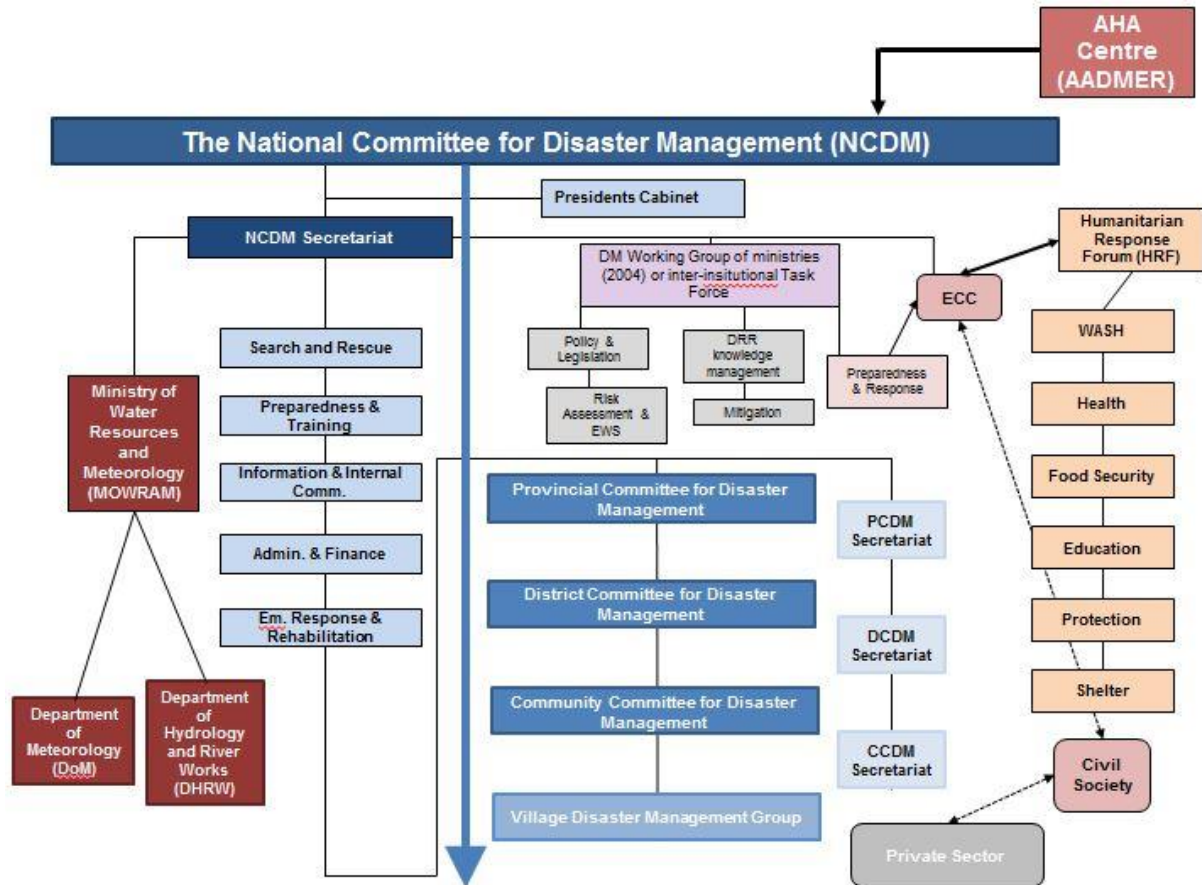 AHA
Centre
(AADMER)
The National Committee for Disaster Management (NCDM)
Presidents Cabinet
NCDM Secretariat
Humanitarian
Response
Forum (HRF)
DM Working Group of ministries
(2004) or inter-insitutional Task
Force
ECC
WASH
Search and Rescue
Policy &
Legislation
DRR
knowledge
management
Preparedness
& Response
Ministry of
Water
Resources
and
Meteorology
(MOWRAM)
Preparedness &
Training
Risk
Assessment &
EWS
Mitigation
Health
Information & Internal
Comm.
Provincial Committee for Disaster
Management
Food Security
PCDM
Secretariat
Admin. & Finance
Education
District Committee for Disaster
Management
Em. Response &
Rehabilitation
DCDM
Secretariat
Protection
Community Committee for Disaster
Management
Shelter
Department
of
Meteorology
(DoM)
Department
of
Hydrology
and River
Works
(DHRW)
CCDM
Secretariat
Civil
Society
Village Disaster Management Group
Private Sector